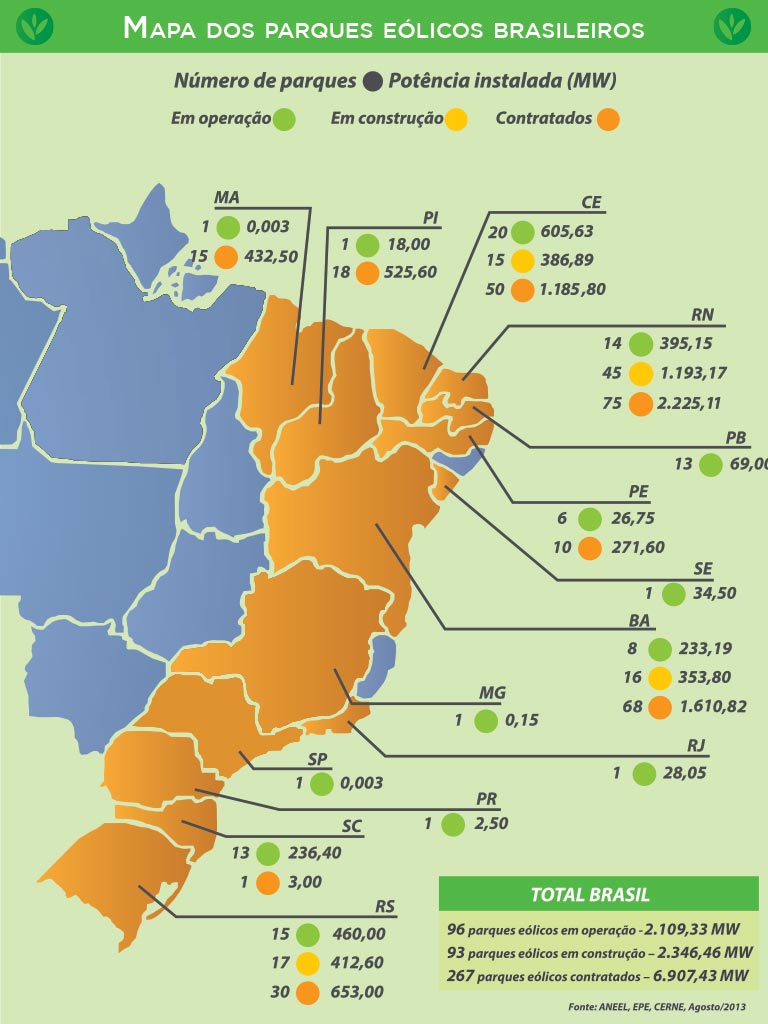 MAPA DOS PARQUES EÓLICOS BRASILEIROS
Número de parques Potência instalada (MW)
Em operação Em construção Contratados
MA
1 0,003
15 432,50
PI
1 18,00
18 525,60
CE
20 605,63
15 386,89
50 1.185,80
RN
14 395,15
45 1.193,17
75 2.225,11
PB
13 69,00
PE
6 26,75
10 271,60
SE
1 34,50
BA
8 233,19
16 353,80
68 1.610,82
MG
1 0,15
RJ
1 28,05
SP
1 0,003
PR
1 2,50
SC
13 236,40
1 3,00
RS
15 460,00
17 412,60
30 653,00
TOTAL BRASIL
96 parques eólicos em operação -2.109,33 MW
93 parques eólicos em construção – 2.346,46 MW
267 parques eólicos contratados – 6.907,43 MW
Fonte: ANEEL, EPE, CERNE, Agosto/2013